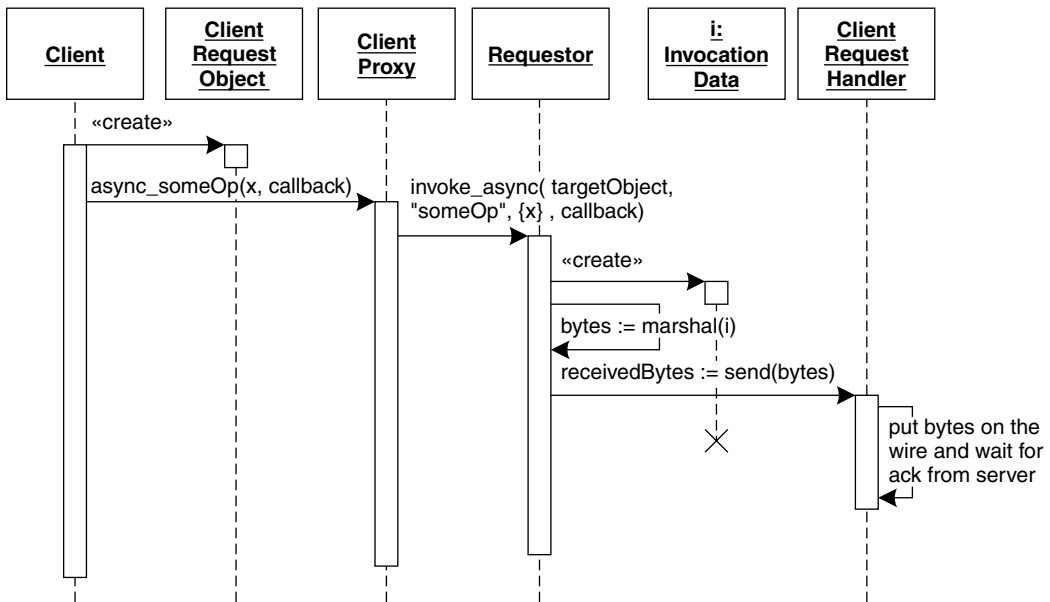 Client
Client
Request
Object
Client
Proxy
Requestor
i:
Invocation
Data
Client
Request
Handler
«create»
async_someOp(x, callback)
invoke_async( targetObject,
"someOp", {x} , callback)
«create»
bytes := marshal(i)
receivedBytes := send(bytes)
put bytes on the
wire and wait for
ack from server